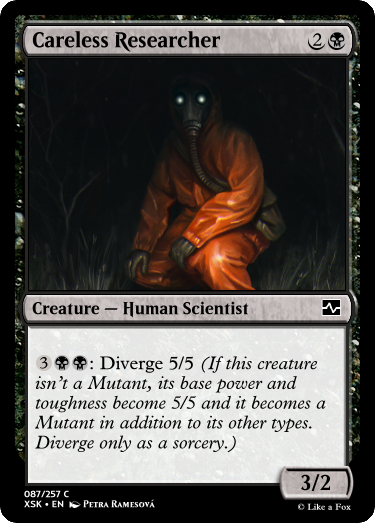 Careless Researcher 2
Creature — Human Scientist
3: Diverge 5/5 (If this creature
isn't a Mutant, its base power and
toughness become 5/5 and it becomes a
Mutant in addition to its other types.
Diverge only as a sorcery.)
3/2
087/257 C
XSK • EN Petra Ramesová
© Like a Fox